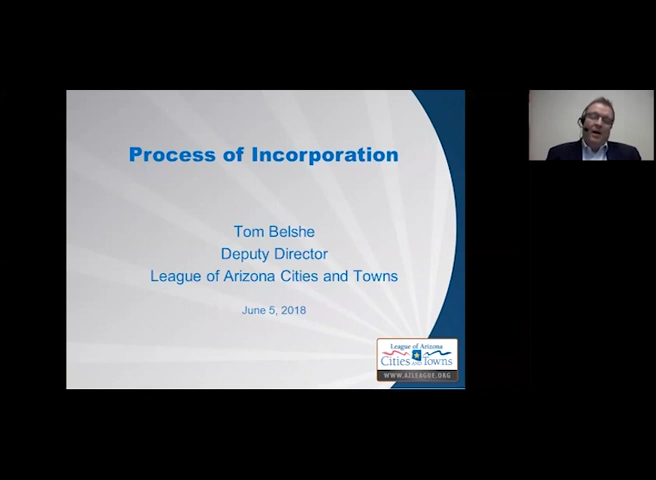 Process of Incorporation
Tom Belshe
Deputy Director
League of Arizona Cities and Towns
June 5, 2018
League of Arizona
Cities AND Towns
WWW.AZLEAGUE.ORG